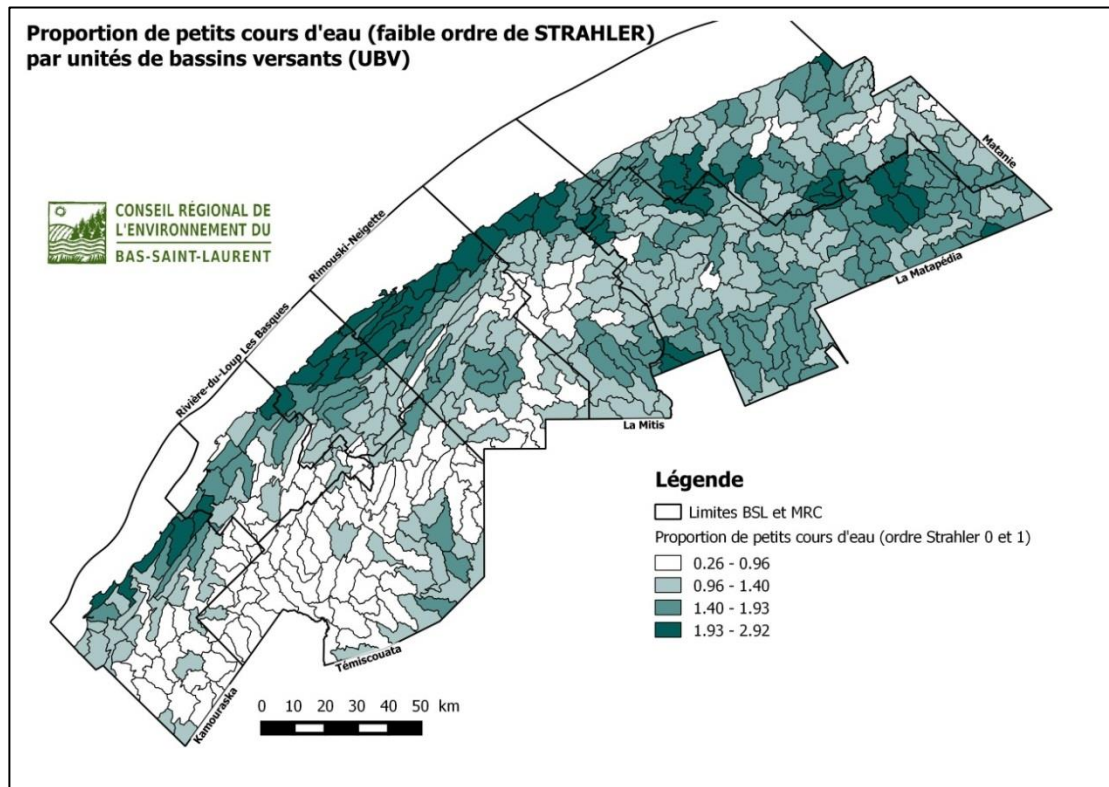 Proportion de petits cours d'eau (faible ordre de STRAHLER)
par unités de bassins versants (UBV)
CONSEIL RÉGIONAL DE
L'ENVIRONNEMENT DU
BAS-SAINT-LAURENT
Matanie
La Matapédia
Rimouski-Neigette
Les Basques
Rivière-du-Loup
La Mitis
Témiscouata
Kamouraska
Légende
Limites BSL et MRC
Proportion de petits cours d'eau (ordre Strahler 0 et 1)
0.26 - 0.96
0.96 - 1.40
1.40 - 1.93
1.93 - 2.92
0 10 20 30 40 50 km